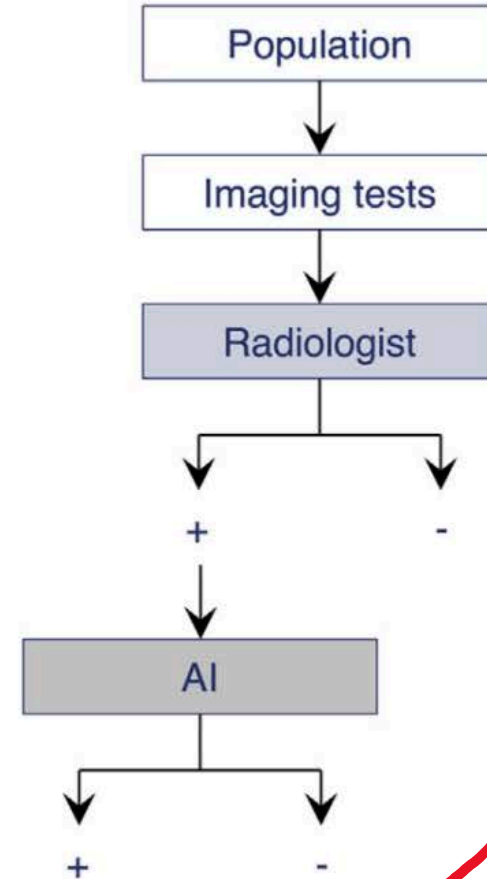 Population
Imaging tests
Radiologist
+ -
AI
+ -